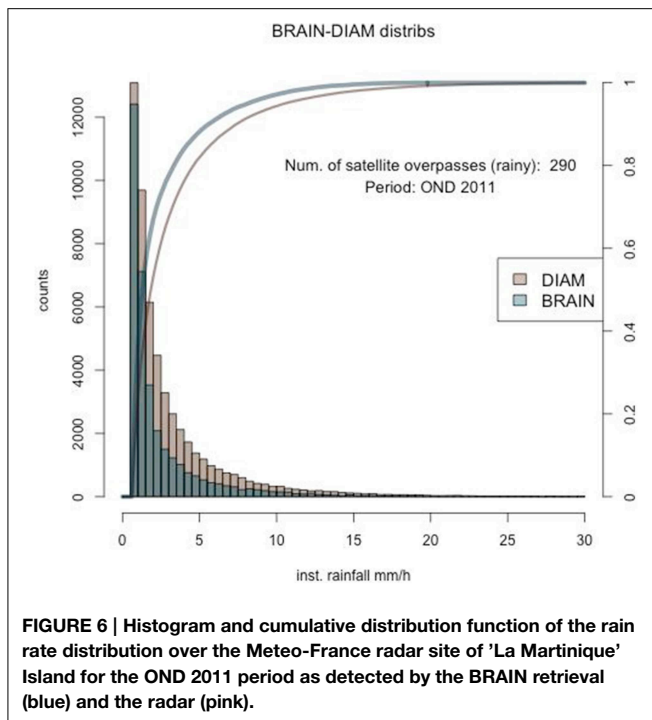 BRAIN-DIAM distribs
Num. of satellite overpasses (rainy): 290
Period: OND 2011
counts
0
2000
4000
6000
8000
10000
12000
0
0.2
0.4
0.6
0.8
1
DIAM
BRAIN
0 5 10 15 20 25 30
inst. rainfall mm/h
FIGURE 6 | Histogram and cumulative distribution function of the rain
rate distribution over the Meteo-France radar site of ’La Martinique’
Island for the OND 2011 period as detected by the BRAIN retrieval
(blue) and the radar (pink).